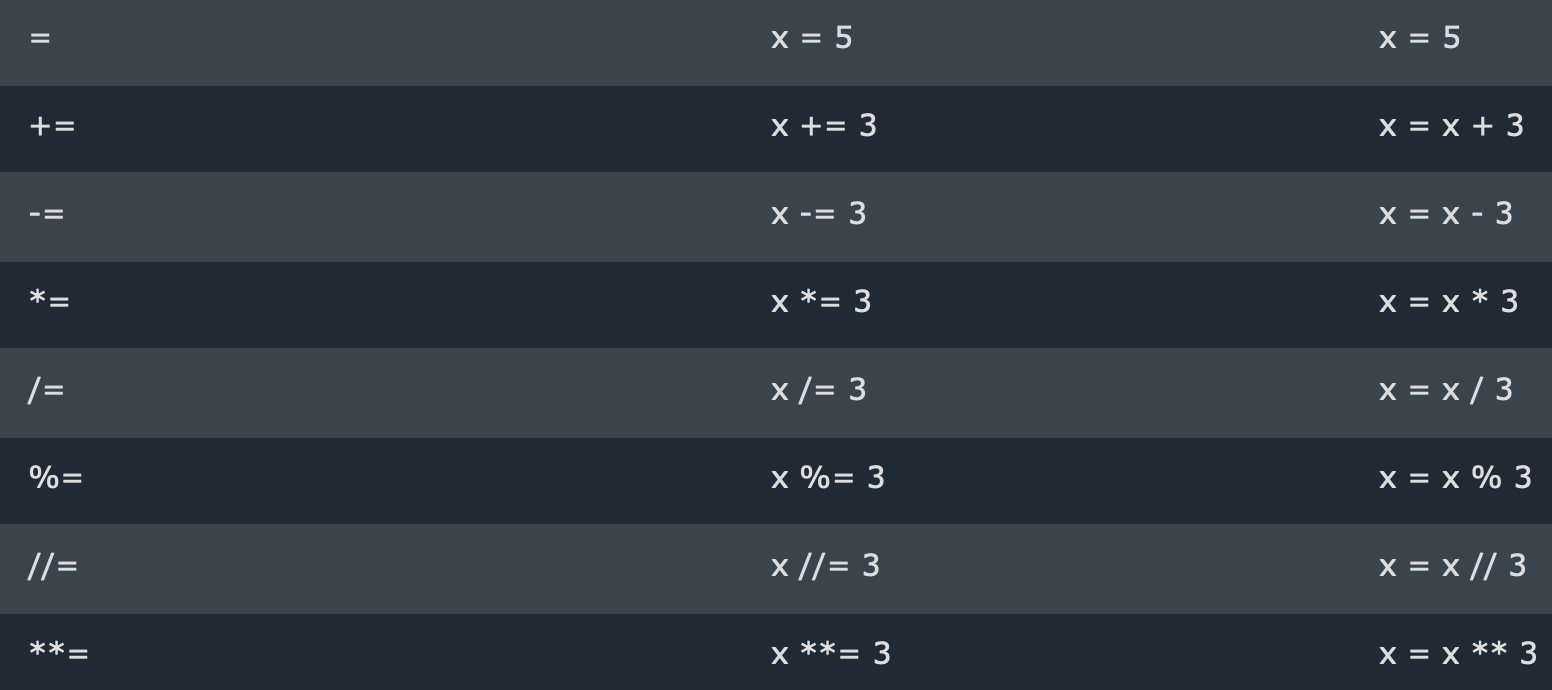 = x = 5 x = 5
+= x += 3 x = x + 3
-= x -= 3 x = x - 3
*= x *= 3 x = x * 3
/= x /= 3 x = x / 3
%= x %= 3 x = x % 3
//= x //= 3 x = x // 3
**= x **= 3 x = x ** 3